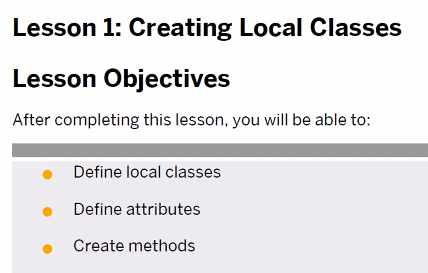 Lesson 1: Creating Local Classes
Lesson Objectives
After completing this lesson, you will be able to:
Define local classes
Define attributes
Create methods